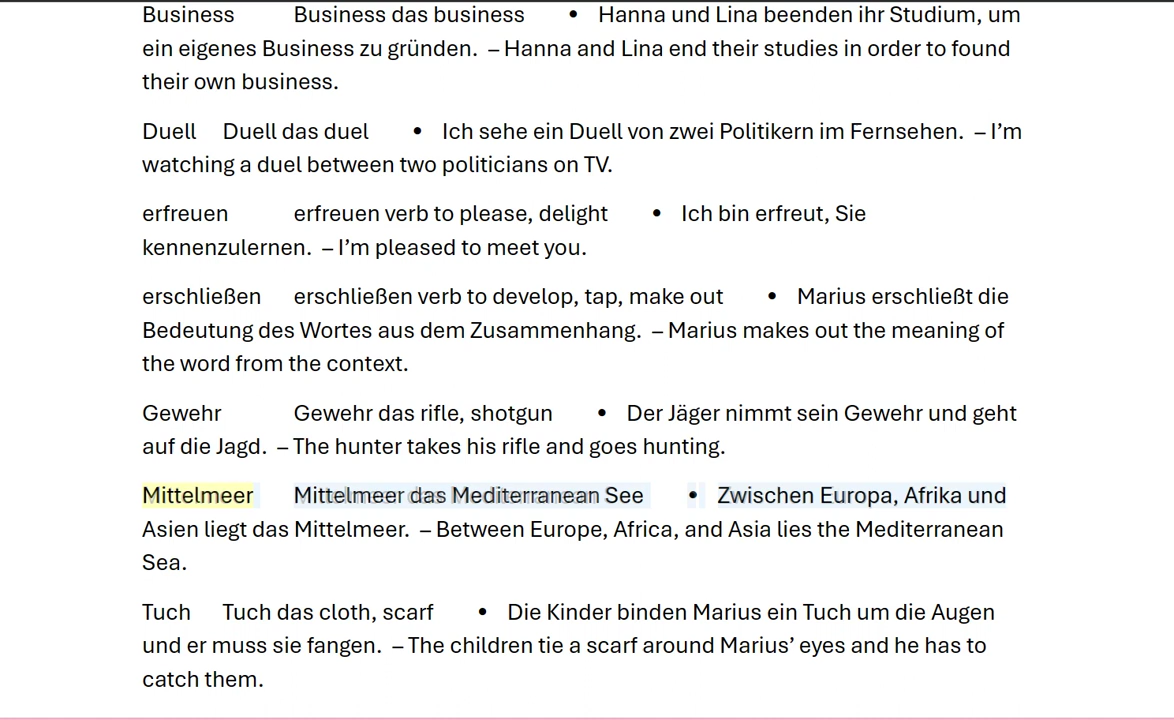 Business Business das business • Hanna und Lina beenden ihr Studium, um
ein eigenes Business zu gründen. – Hanna and Lina end their studies in order to found
their own business.
Duell Duell das duel • Ich sehe ein Duell von zwei Politikern im Fernsehen. – I’m
watching a duel between two politicians on TV.
erfreuen erfreuen verb to please, delight • Ich bin erfreut, Sie
kennenzulernen. – I’m pleased to meet you.
erschließen erschließen verb to develop, tap, make out • Marius erschließt die
Bedeutung des Wortes aus dem Zusammenhang. – Marius makes out the meaning of
the word from the context.
Gewehr Gewehr das rifle, shotgun • Der Jäger nimmt sein Gewehr und geht
auf die Jagd. – The hunter takes his rifle and goes hunting.
Mittelmeer Mittelmeer das Mediterranean See • Zwischen Europa, Afrika und
Asien liegt das Mittelmeer. – Between Europe, Africa, and Asia lies the Mediterranean
Sea.
Tuch Tuch das cloth, scarf • Die Kinder binden Marius ein Tuch um die Augen
und er muss sie fangen. – The children tie a scarf around Marius’ eyes and he has to
catch them.